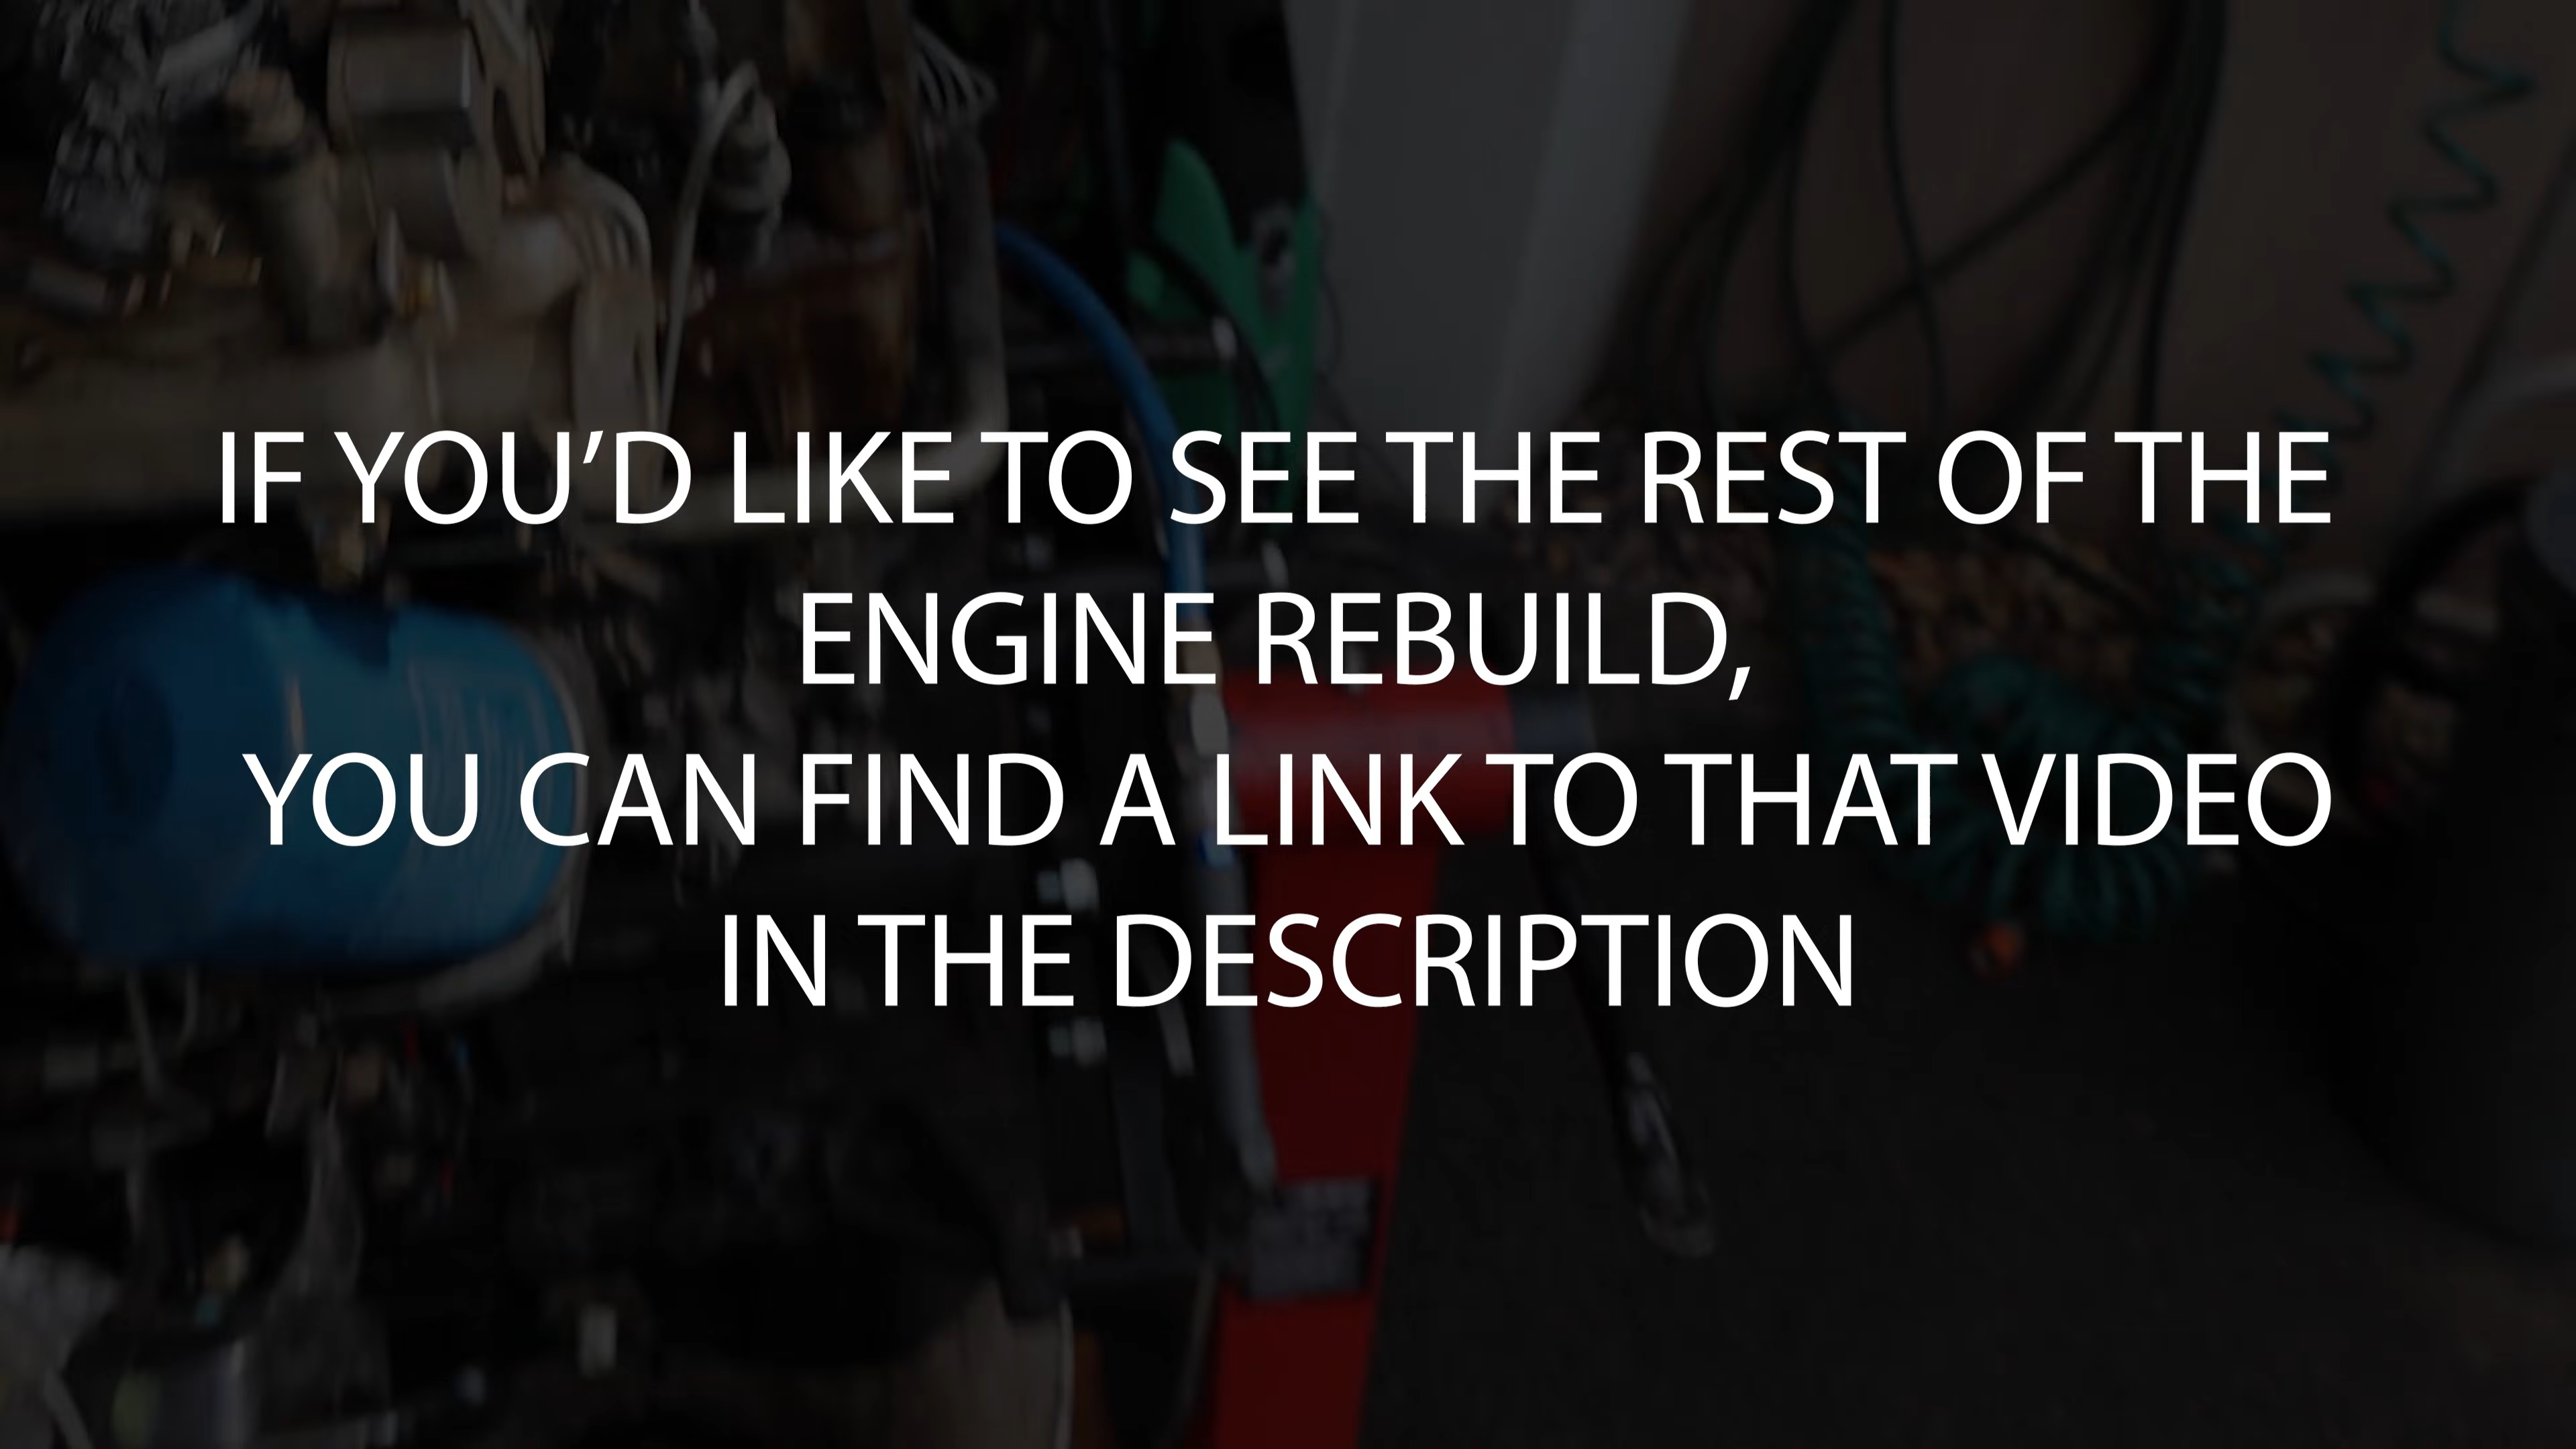 IF YOU’D LIKE TO SEE THE REST OF THE
ENGINE REBUILD,
YOU CAN FIND A LINK TO THAT VIDEO
IN THE DESCRIPTION